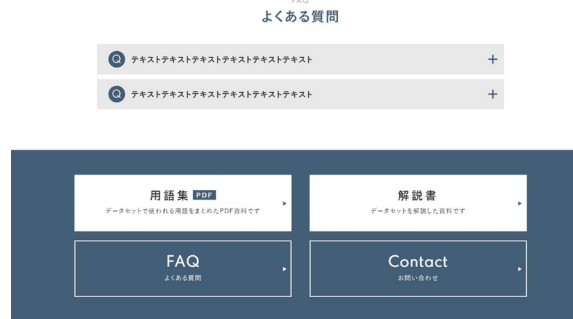 FAQ
よくある質問
Q テキストテキストテキストテキストテキストテキスト +
Q テキストテキストテキストテキストテキストテキスト +
用語集 PDF
データセットで使われる用語をまとめたPDF資料です
解説書
データセットを解説した資料です
FAQ
よくある質問
Contact
お問い合わせ